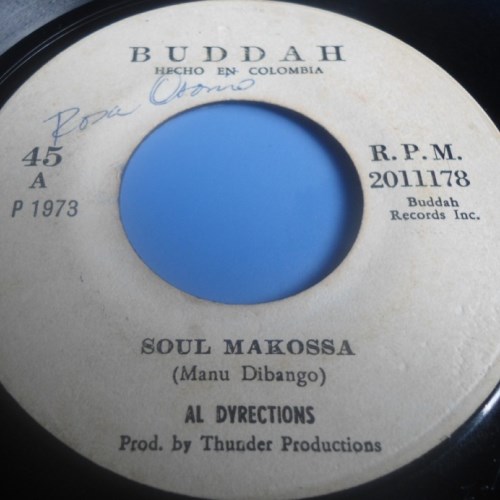 BUDDAH
HECHO EN COLOMBIA
Rosa Osorio
45
A
P 1973
R.P.M.
2011178
Buddah
Records Inc.
SOUL MAKOSSA
(Manu Dibango)
AL DYRECTIONS
Prod. by Thunder Productions